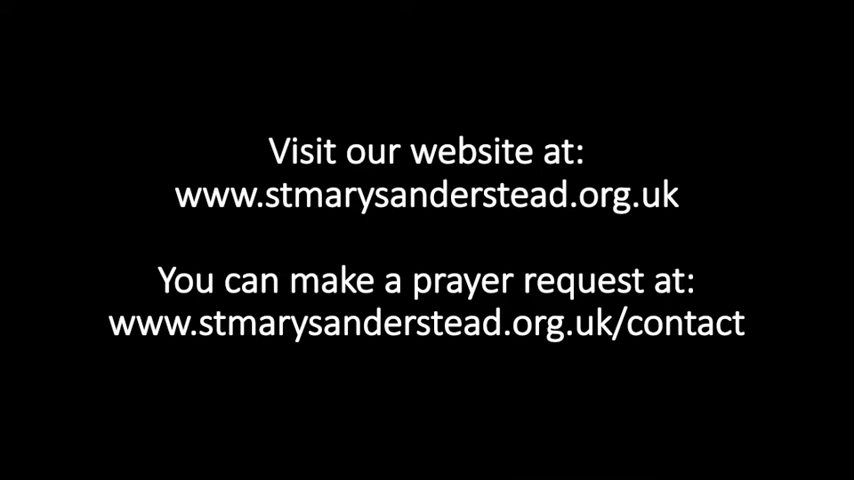 Visit our website at:
www.stmarysanderstead.org.uk
You can make a prayer request at:
www.stmarysanderstead.org.uk/contact